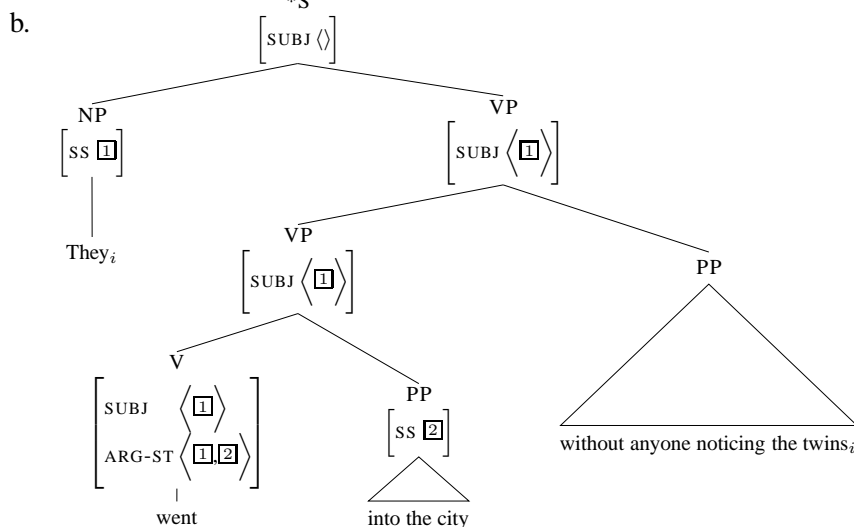 *S
b.
[SUBJ ⟨⟩]
NP VP
[SS 1] [SUBJ ⟨1⟩]
They_i VP PP
[SUBJ ⟨1⟩]
V PP
[SUBJ ⟨1⟩ [SS 2]
ARG-ST ⟨1,2⟩]
without anyone noticing the twins_i
went into the city